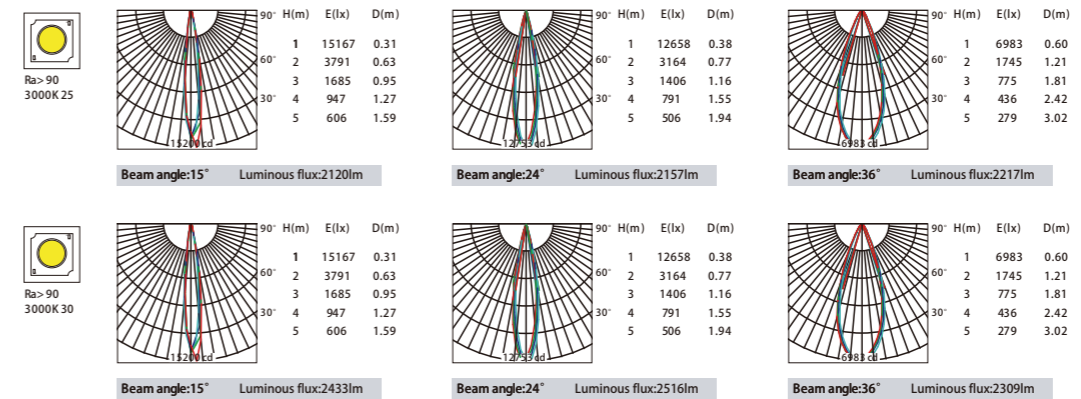 90° H(m) E(lx) D(m)
1 15167 0.31
60° 2 3791 0.63
3 1685 0.95
30° 4 947 1.27
5 606 1.59
15200 cd
Beam angle:15° Luminous flux:2120lm
90° H(m) E(lx) D(m)
1 12658 0.38
60° 2 3164 0.77
3 1406 1.16
30° 4 791 1.55
5 506 1.94
12753 cd
Beam angle:24° Luminous flux:2157lm
90° H(m) E(lx) D(m)
1 6983 0.60
60° 2 1745 1.21
3 775 1.81
30° 4 436 2.42
5 279 3.02
6983 cd
Beam angle:36° Luminous flux:2217lm
Ra>90
3000K 25
90° H(m) E(lx) D(m)
1 15167 0.31
60° 2 3791 0.63
3 1685 0.95
30° 4 947 1.27
5 606 1.59
15200 cd
Beam angle:15° Luminous flux:2433lm
90° H(m) E(lx) D(m)
1 12658 0.38
60° 2 3164 0.77
3 1406 1.16
30° 4 791 1.55
5 506 1.94
12753 cd
Beam angle:24° Luminous flux:2516lm
90° H(m) E(lx) D(m)
1 6983 0.60
60° 2 1745 1.21
3 775 1.81
30° 4 436 2.42
5 279 3.02
6983 cd
Beam angle:36° Luminous flux:2309lm
Ra>90
3000K 30